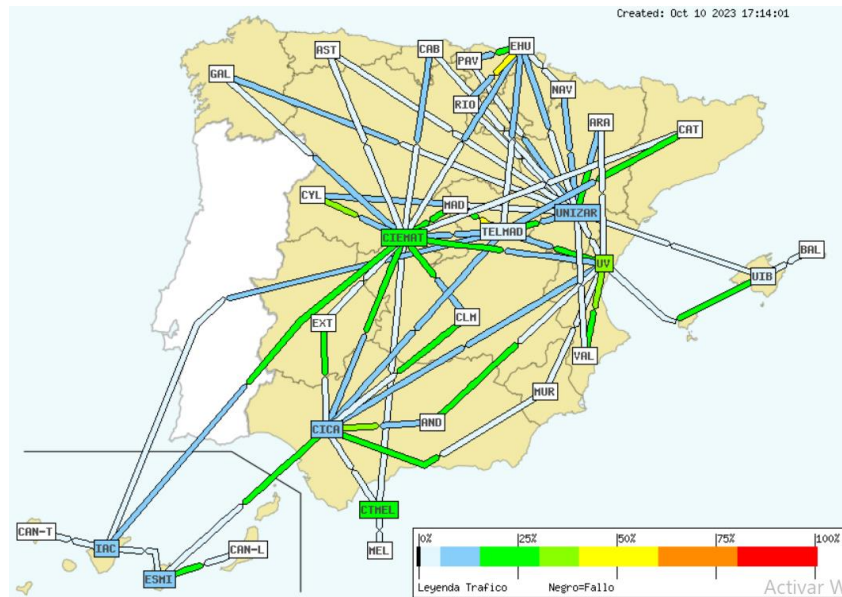 Created: Oct 10 2023 17:14:01
AST
CAB
EHU
PAV
GAL
NAV
RIO
ARA
CAT
CYL
MAD
UNIZAR
TELMAD
CIEMAT
BAL
UV
UIB
EXT
CLM
VAL
MUR
AND
CICA
CTMEL
CAN-T
IAC
CAN-L
MEL
ESMI
0% 25% 50% 75% 100%
Leyenda Trafico Negro=Fallo
Activar W